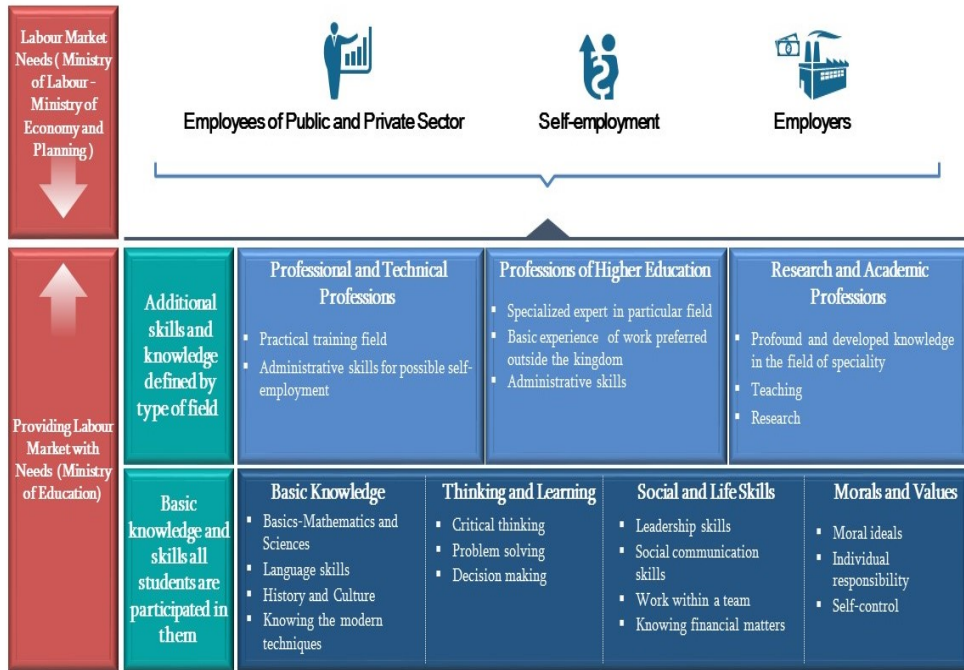 Labour Market
Needs ( Ministry
of Labour –
Ministry of
Economy and
Planning )
Employees of Public and Private Sector
Self-employment
Employers
Providing Labour
Market with
Needs (Ministry
of Education)
Additional
skills and
knowledge
defined by
type of field
Professional and Technical
Professions
▪ Practical training field
▪ Administrative skills for possible self-
employment
Professions of Higher Education
▪ Specialized expert in particular field
▪ Basic experience of work preferred
outside the kingdom
▪ Administrative skills
Research and Academic
Professions
▪ Profound and developed knowledge
in the field of speciality
▪ Teaching
▪ Research
Basic
knowledge and
skills all
students are
participated in
them
Basic Knowledge
▪ Basics-Mathematics and
Sciences
▪ Language skills
▪ History and Culture
▪ Knowing the modern
techniques
Thinking and Learning
▪ Critical thinking
▪ Problem solving
▪ Decision making
Social and Life Skills
▪ Leadership skills
▪ Social communication
skills
▪ Work within a team
▪ Knowing financial matters
Morals and Values
▪ Moral ideals
▪ Individual
responsibility
▪ Self-control